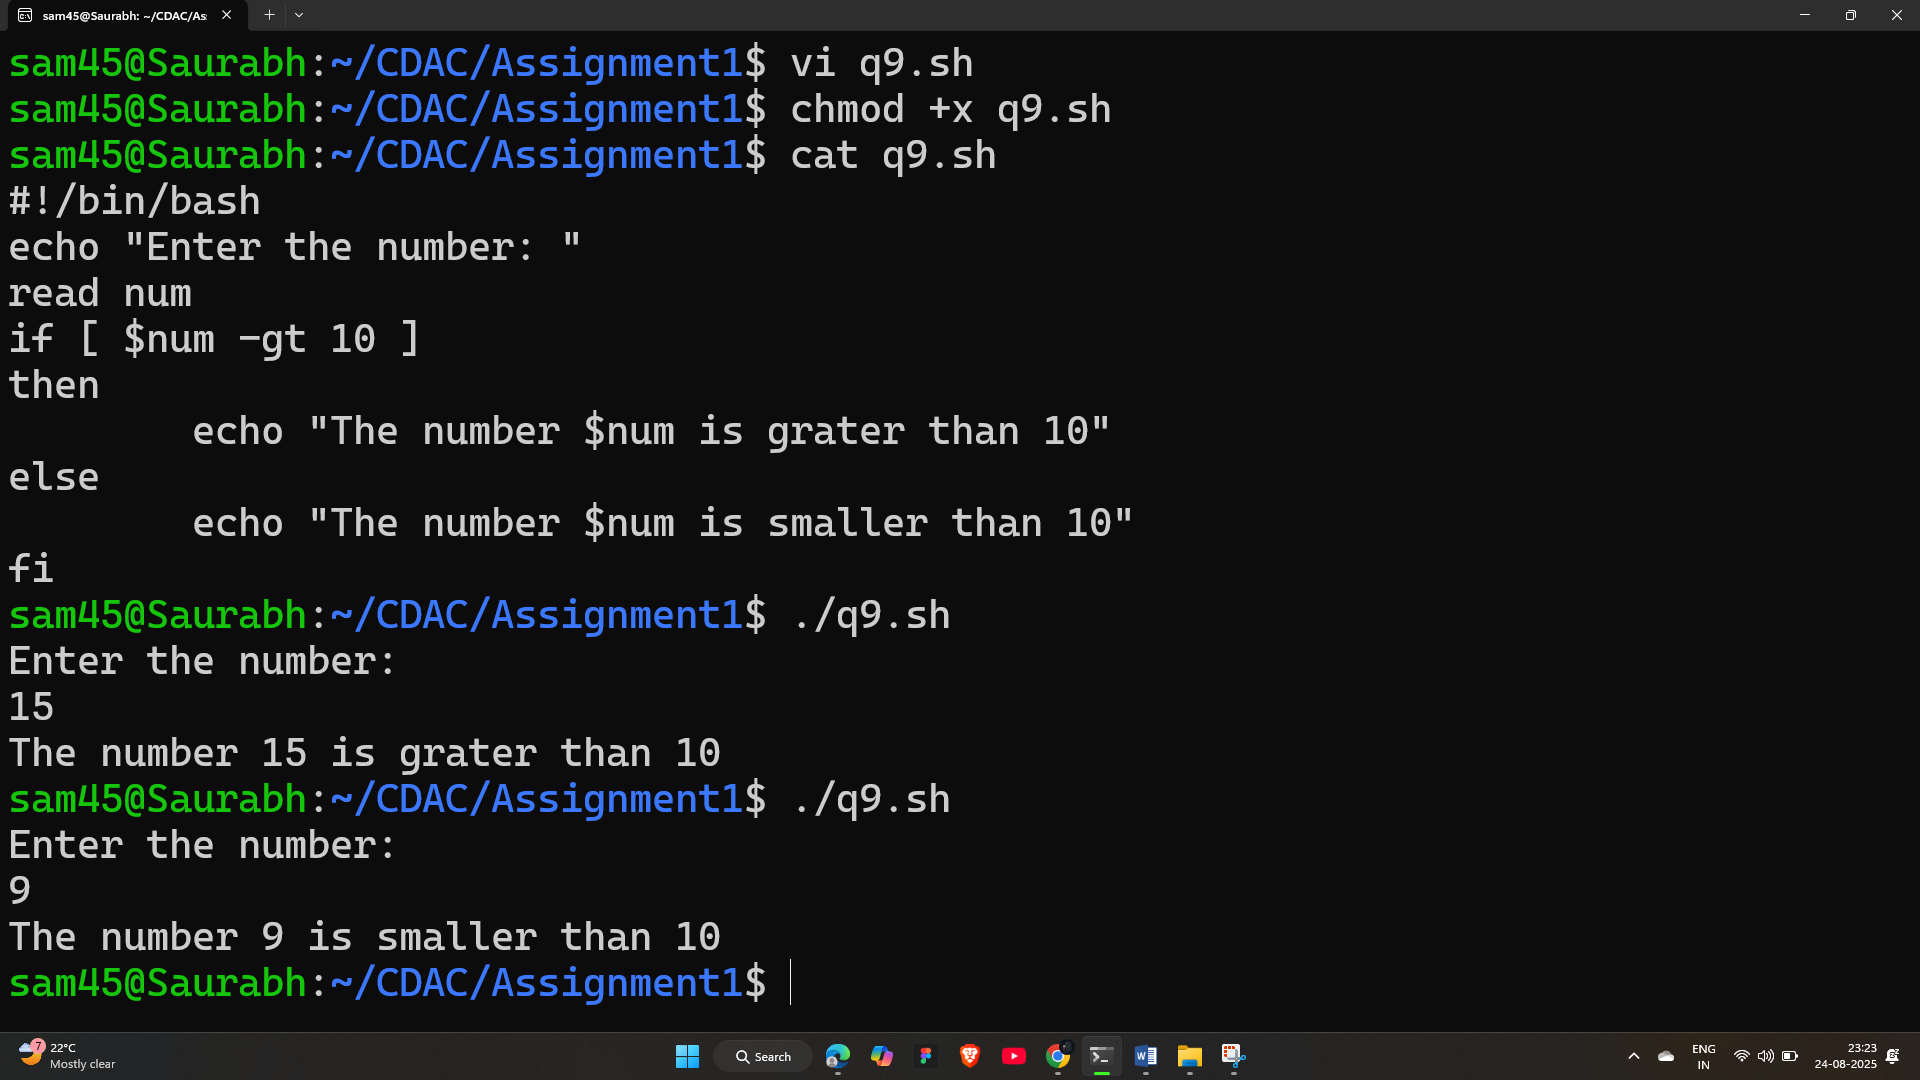 sam45@Saurabh: ~/CDAC/As
sam45@Saurabh:~/CDAC/Assignment1$ vi q9.sh
sam45@Saurabh:~/CDAC/Assignment1$ chmod +x q9.sh
sam45@Saurabh:~/CDAC/Assignment1$ cat q9.sh
#!/bin/bash
echo "Enter the number: "
read num
if [ $num -gt 10 ]
then
        echo "The number $num is grater than 10"
else
        echo "The number $num is smaller than 10"
fi
sam45@Saurabh:~/CDAC/Assignment1$ ./q9.sh
Enter the number:
15
The number 15 is grater than 10
sam45@Saurabh:~/CDAC/Assignment1$ ./q9.sh
Enter the number:
9
The number 9 is smaller than 10
sam45@Saurabh:~/CDAC/Assignment1$
7
22°C
Mostly clear
Search
ENG
IN
23:23
24-08-2025